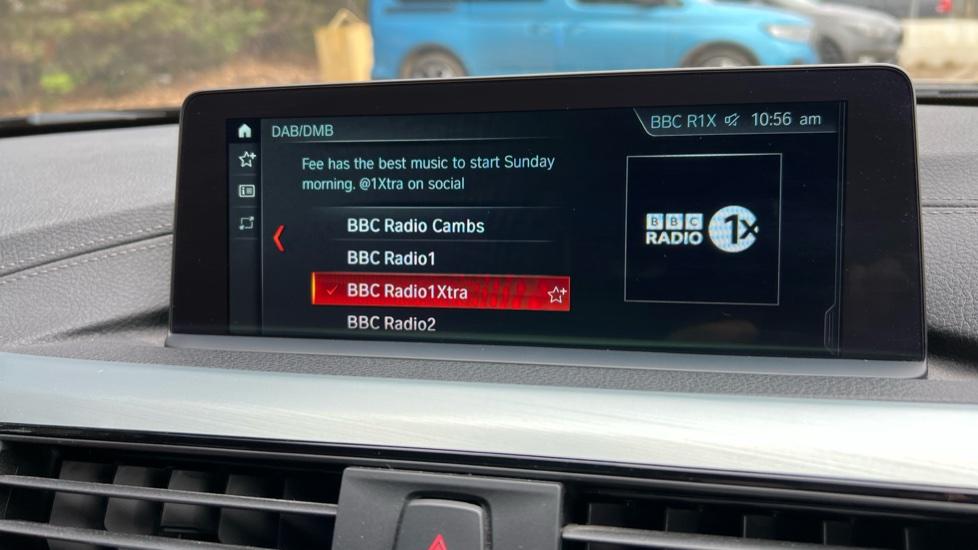 DAB/DMB
BBC R1X 10:56 am
Fee has the best music to start Sunday
morning. @1Xtra on social
BBC Radio Cambs
BBC Radio1
BBC Radio1Xtra
BBC Radio2
BBC
RADIO 1X